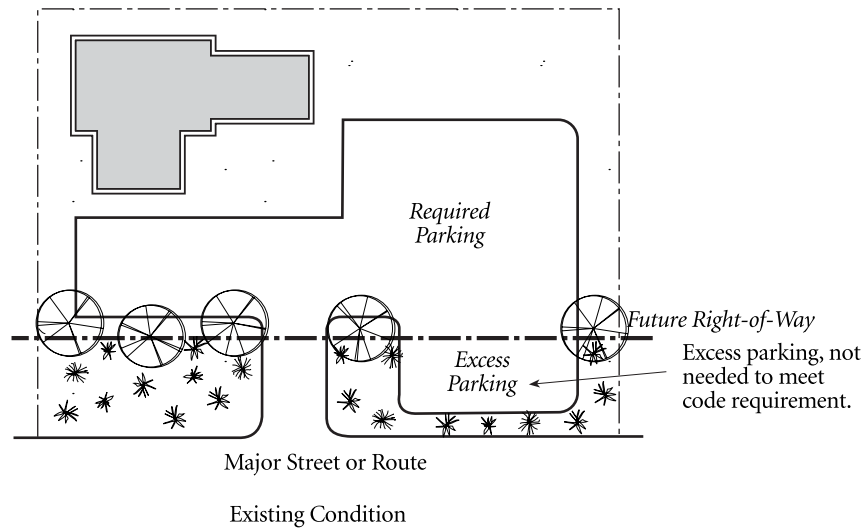 Required
Parking
Future Right-of-Way
Excess
Parking
Excess parking, not
needed to meet
code requirement.
Major Street or Route
Existing Condition